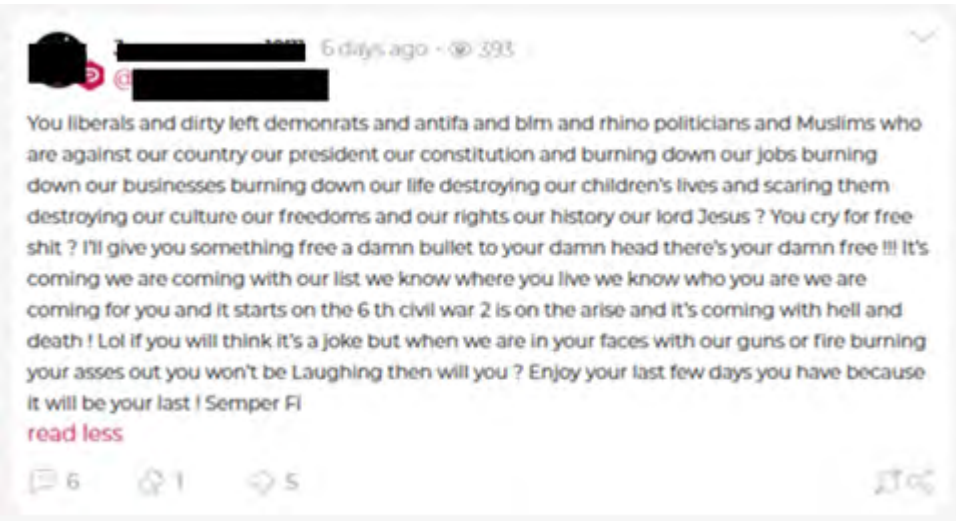 6 days ago - 393
@
You liberals and dirty left demonrats and antifa and blm and rhino politicians and Muslims who
are against our country our president our constitution and burning down our jobs burning
down our businesses burning down our life destroying our children's lives and scaring them
destroying our culture our freedoms and our rights our history our lord Jesus ? You cry for free
shit ? I'll give you something free a damn bullet to your damn head there's your damn free !!! It's
coming we are coming with our list we know where you live we know who you are we are
coming for you and it starts on the 6 th civil war 2 is on the arise and it's coming with hell and
death ! Lol if you will think it's a joke but when we are in your faces with our guns or fire burning
your asses out you won't be Laughing then will you ? Enjoy your last few days you have because
it will be your last ! Semper Fi
read less
6 1 5